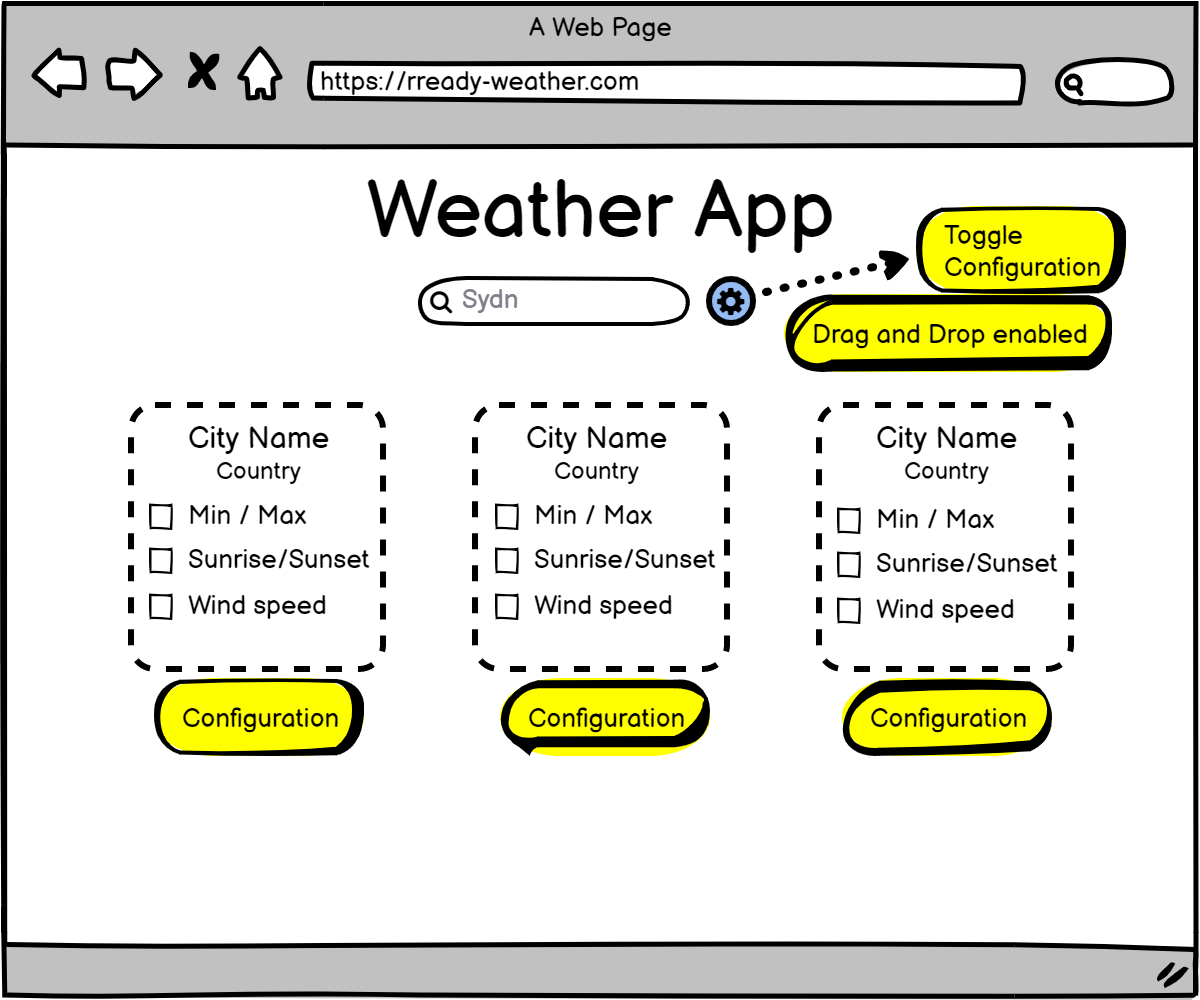 A Web Page
https://rready-weather.com
Weather App
Toggle
Configuration
Sydn
Drag and Drop enabled
City Name
Country
Min / Max
Sunrise/Sunset
Wind speed
Configuration
City Name
Country
Min / Max
Sunrise/Sunset
Wind speed
Configuration
City Name
Country
Min / Max
Sunrise/Sunset
Wind speed
Configuration